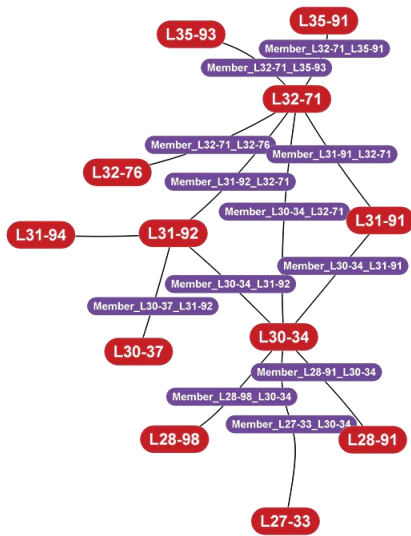 L35-91
L35-93
Member_L32-71_L35-91
Member_L32-71_L35-93
L32-71
Member_L32-71_L32-76
Member_L31-91_L32-71
L32-76
Member_L31-92_L32-71
Member_L30-34_L32-71
L31-91
L31-94
L31-92
Member_L30-34_L31-91
Member_L30-34_L31-92
Member_L30-37_L31-92
L30-34
L30-37
Member_L28-91_L30-34
Member_L28-98_L30-34
Member_L27-33_L30-34
L28-98
L28-91
L27-33